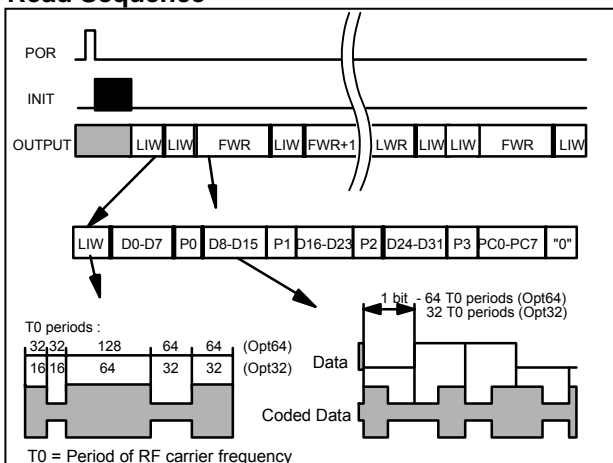 Read Sequence
POR
INIT
OUTPUT LIW LIW FWR LIW FWR+1 LWR LIW LIW FWR LIW
LIW D0-D7 P0 D8-D15 P1 D16-D23 P2 D24-D31 P3 PC0-PC7 "0"
1 bit - 64 T0 periods (Opt64)
32 T0 periods (Opt32)
T0 periods :
32 32 128 64 64 (Opt64)
16 16 64 32 32 (Opt32)
Data
Coded Data
T0 = Period of RF carrier frequency